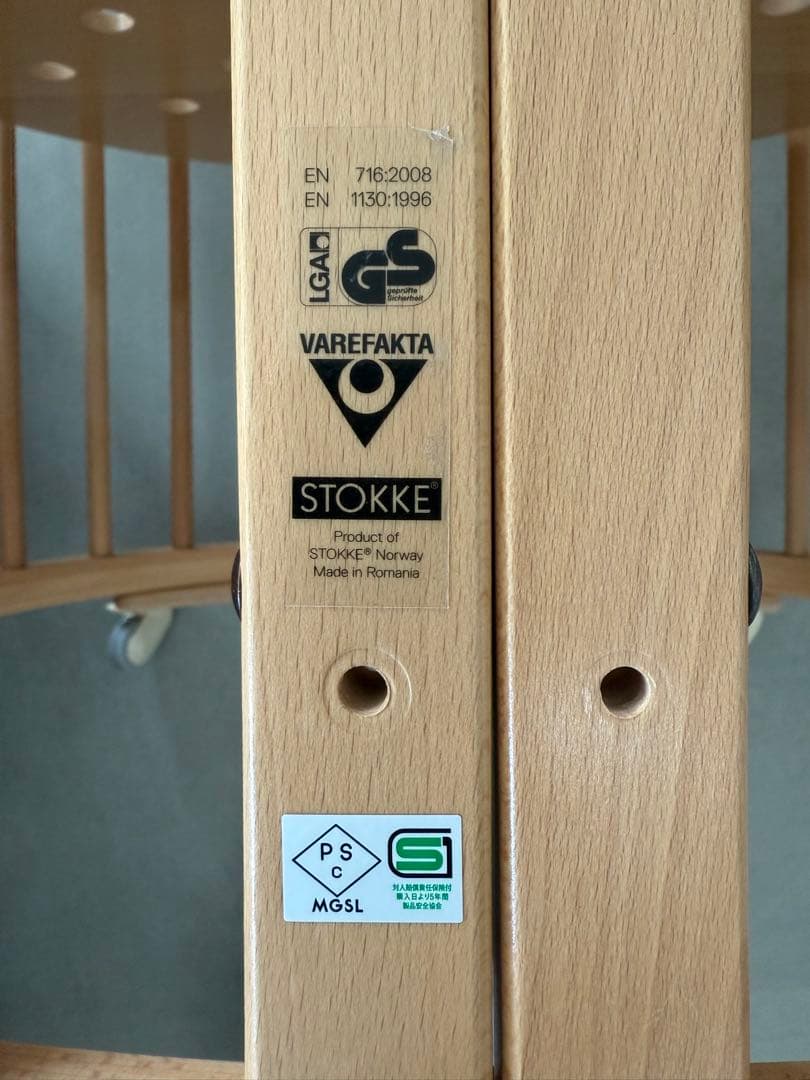 EN 716:2008
EN 1130:1996
LGA
GS
geprüfte
Sicherheit
VAREFAKTA
STOKKE®
Product of
STOKKE® Norway
Made in Romania
P S
C
MGSL
S
対人賠償責任保険付
購入日より5年間
製品安全協会